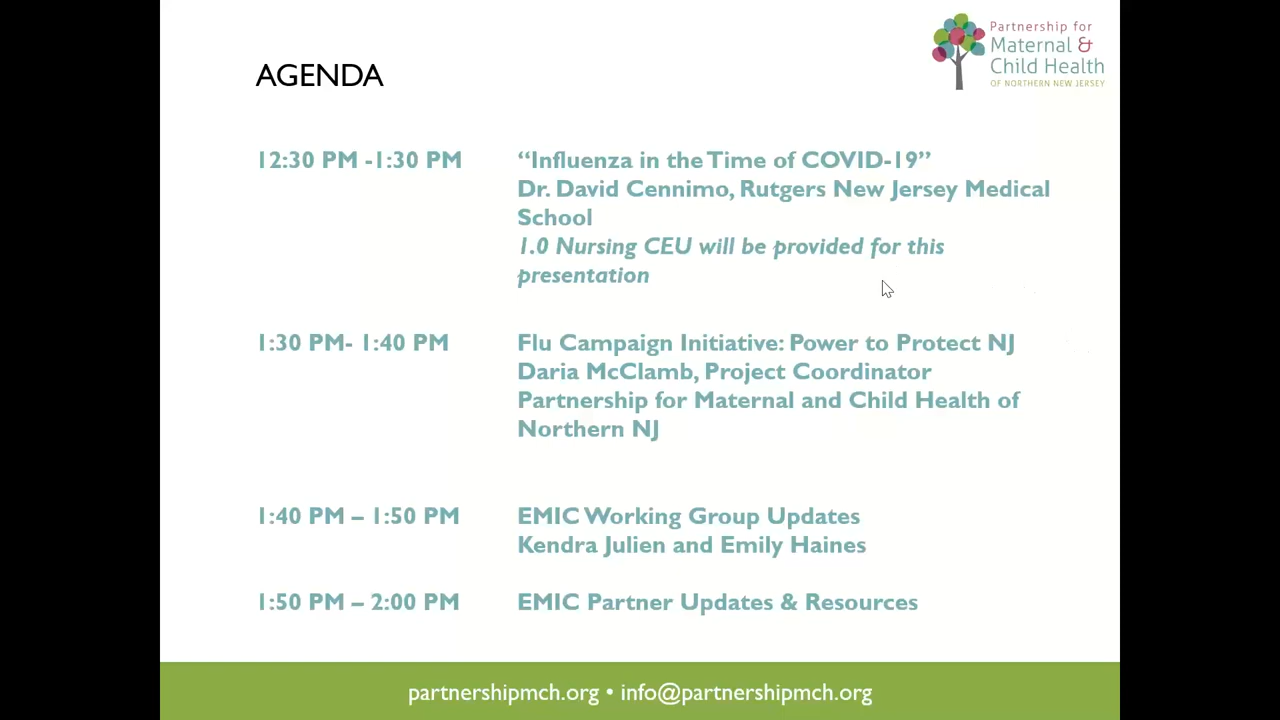 Partnership for
Maternal &
Child Health
OF NORTHERN NEW JERSEY
AGENDA
12:30 PM -1:30 PM
“Influenza in the Time of COVID-19”
Dr. David Cennimo, Rutgers New Jersey Medical
School
1.0 Nursing CEU will be provided for this
presentation
1:30 PM- 1:40 PM
Flu Campaign Initiative: Power to Protect NJ
Daria McClamb, Project Coordinator
Partnership for Maternal and Child Health of
Northern NJ
1:40 PM – 1:50 PM
EMIC Working Group Updates
Kendra Julien and Emily Haines
1:50 PM – 2:00 PM
EMIC Partner Updates & Resources
partnershipmch.org • info@partnershipmch.org